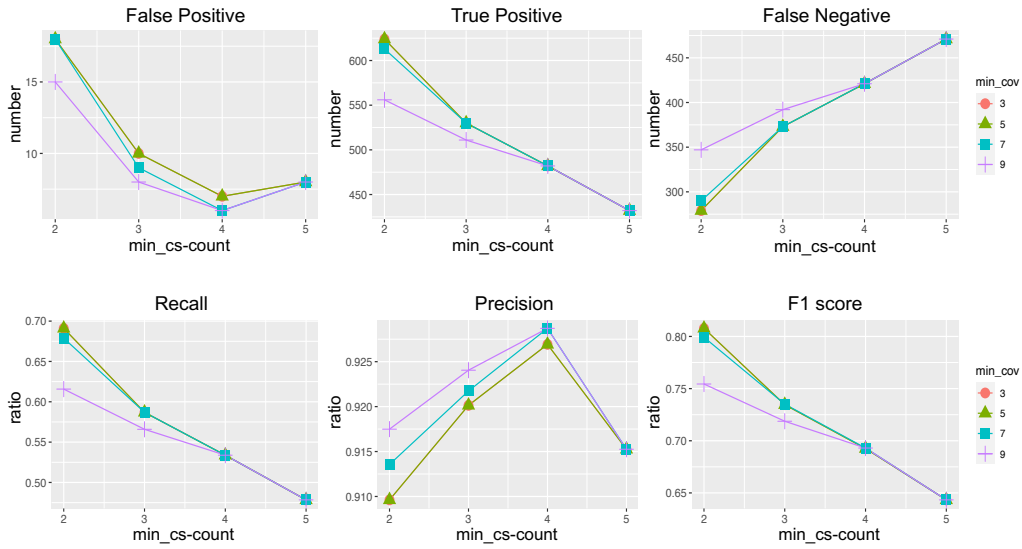 False Positive
True Positive
False Negative
15
10
number
2 3 4 5
min_cs-count
600
550
500
450
number
2 3 4 5
min_cs-count
450
400
350
300
number
2 3 4 5
min_cs-count
min_cov
3
5
7
9
Recall
Precision
F1 score
0.70
0.65
0.60
0.55
0.50
ratio
2 3 4 5
min_cs-count
0.925
0.920
0.915
0.910
ratio
2 3 4 5
min_cs-count
0.80
0.75
0.70
0.65
ratio
2 3 4 5
min_cs-count
min_cov
3
5
7
9